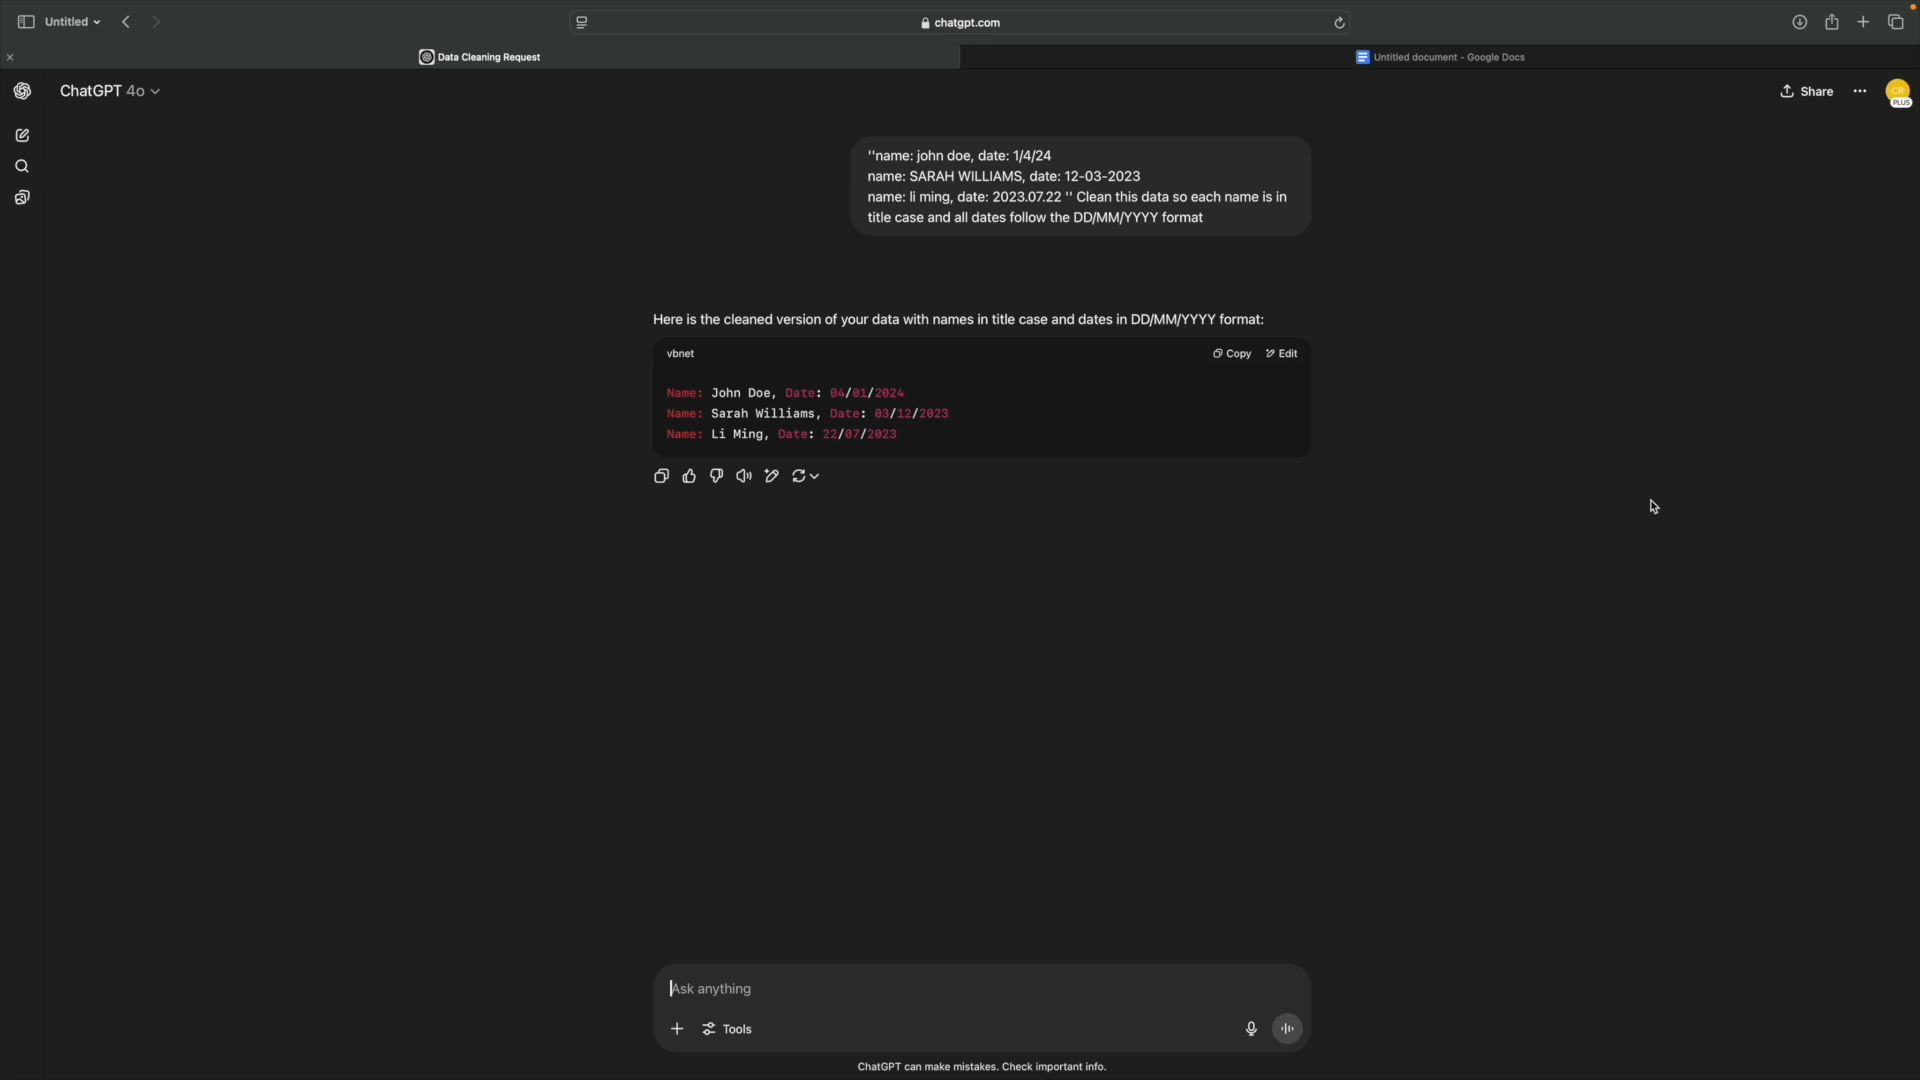 Untitled
chatgpt.com
Data Cleaning Request
Untitled document - Google Docs
ChatGPT 4o
Share
CR
PLUS
''name: john doe, date: 1/4/24
name: SARAH WILLIAMS, date: 12-03-2023
name: li ming, date: 2023.07.22 '' Clean this data so each name is in
title case and all dates follow the DD/MM/YYYY format
Here is the cleaned version of your data with names in title case and dates in DD/MM/YYYY format:
vbnet
Copy
Edit
Name: John Doe, Date: 04/01/2024
Name: Sarah Williams, Date: 03/12/2023
Name: Li Ming, Date: 22/07/2023
Ask anything
Tools
ChatGPT can make mistakes. Check important info.